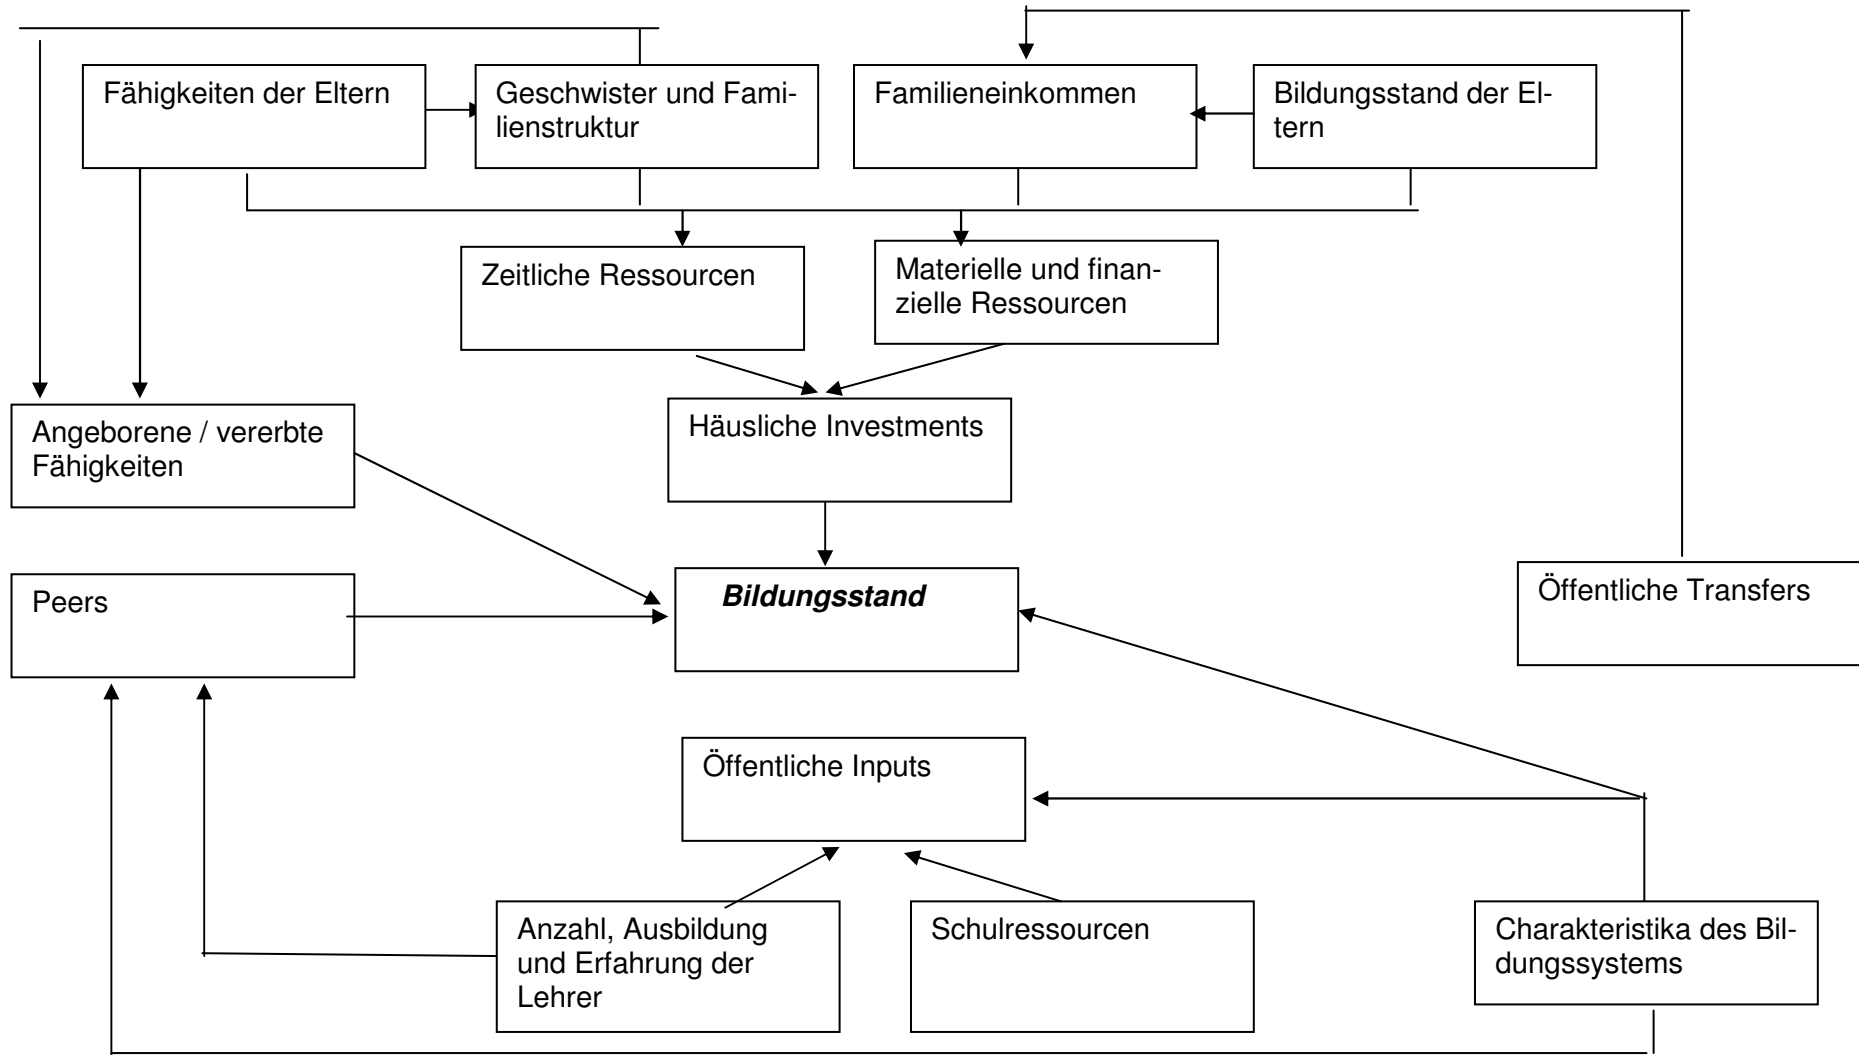 Fähigkeiten der Eltern
Geschwister und Fami-
lienstruktur
Familieneinkommen
Bildungsstand der El-
tern
Zeitliche Ressourcen
Materielle und finan-
zielle Ressourcen
Angeborene / vererbte
Fähigkeiten
Häusliche Investments
Peers
Bildungsstand
Öffentliche Transfers
Öffentliche Inputs
Anzahl, Ausbildung
und Erfahrung der
Lehrer
Schulressourcen
Charakteristika des Bil-
dungssystems